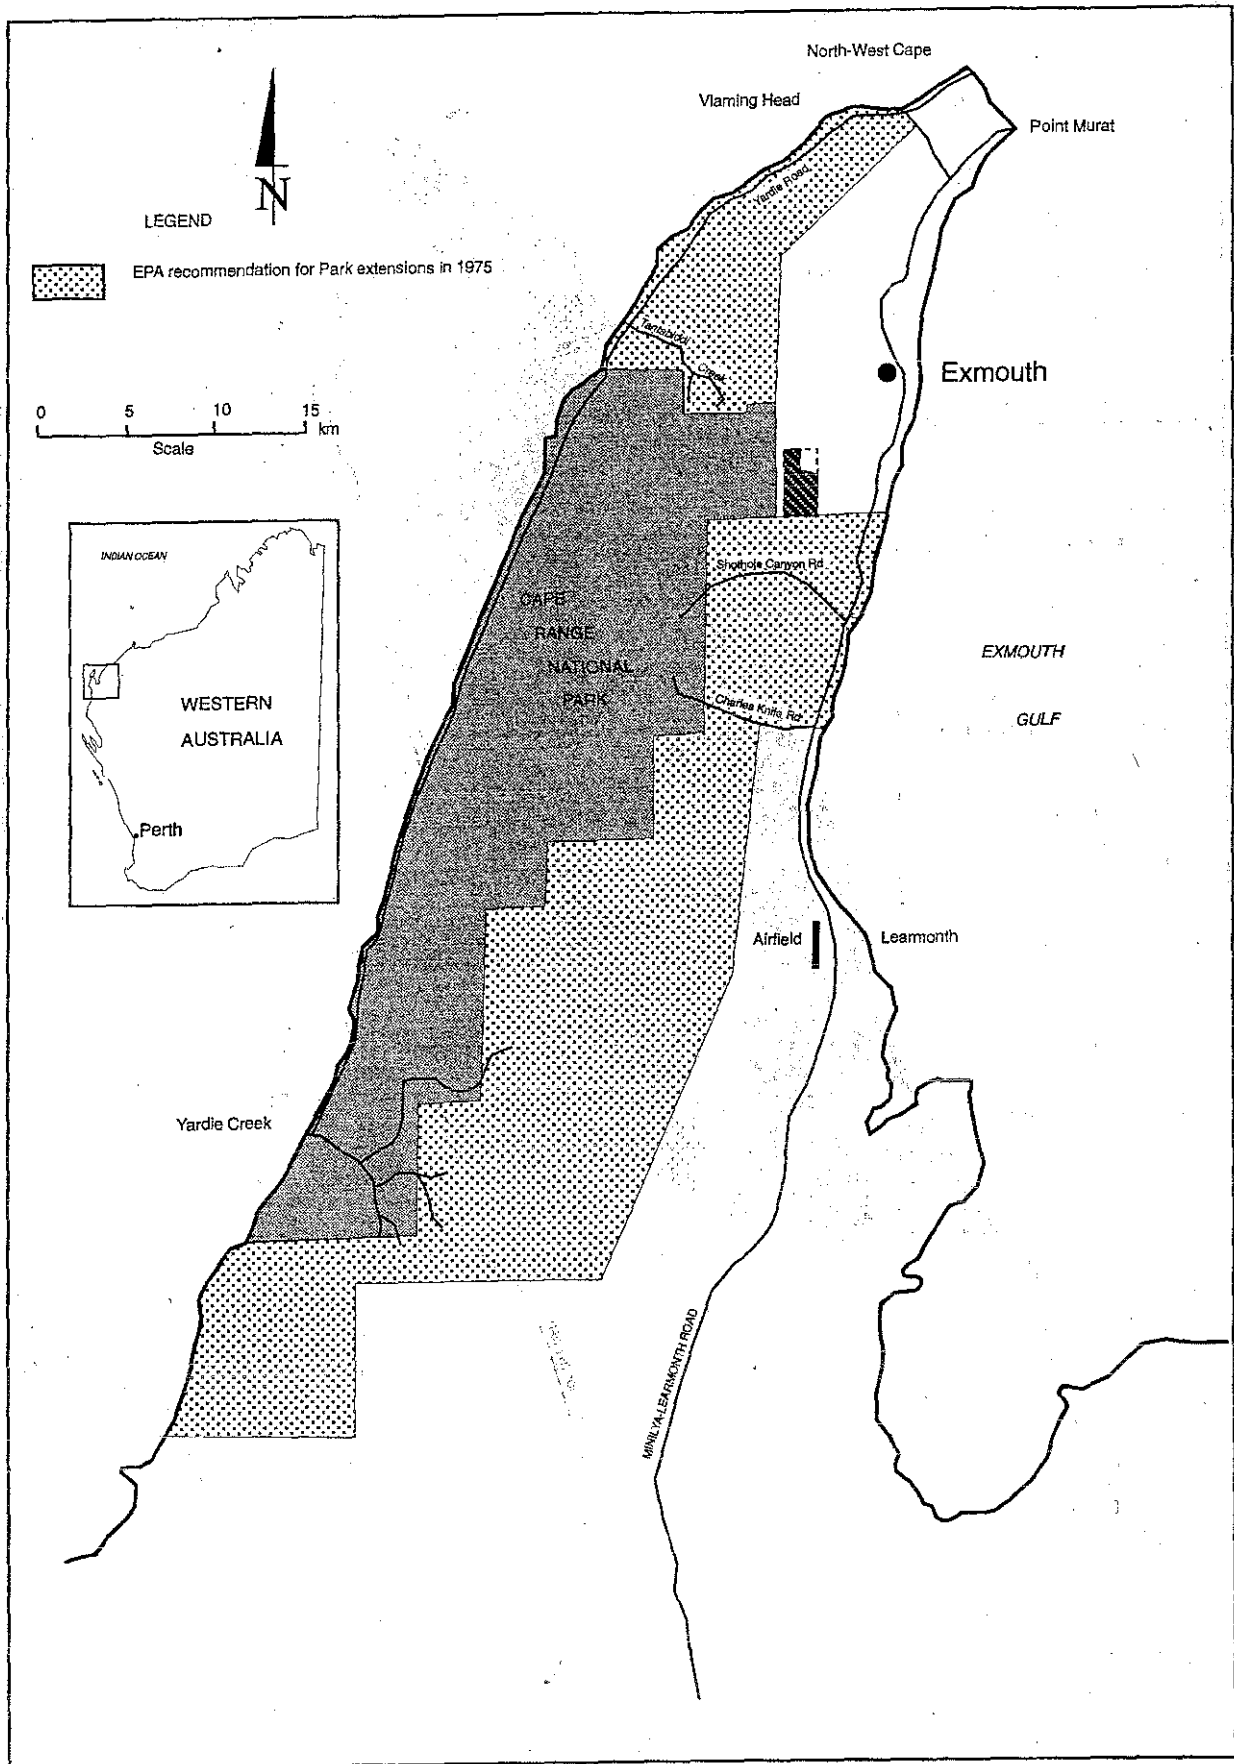 North-West Cape
Vlaming Head
Point Murat
N
LEGEND
EPA recommendation for Park extensions in 1975
Yardie Road
Tantabiddi
Creek
Exmouth
0 5 10 15
km
Scale
INDIAN OCEAN
WESTERN
AUSTRALIA
Perth
Shothole Canyon Rd
CAPE
RANGE
NATIONAL
PARK
Charles Knife Rd
EXMOUTH
GULF
Airfield
Learmonth
Yardie Creek
MINILYA-LEARMONTH ROAD